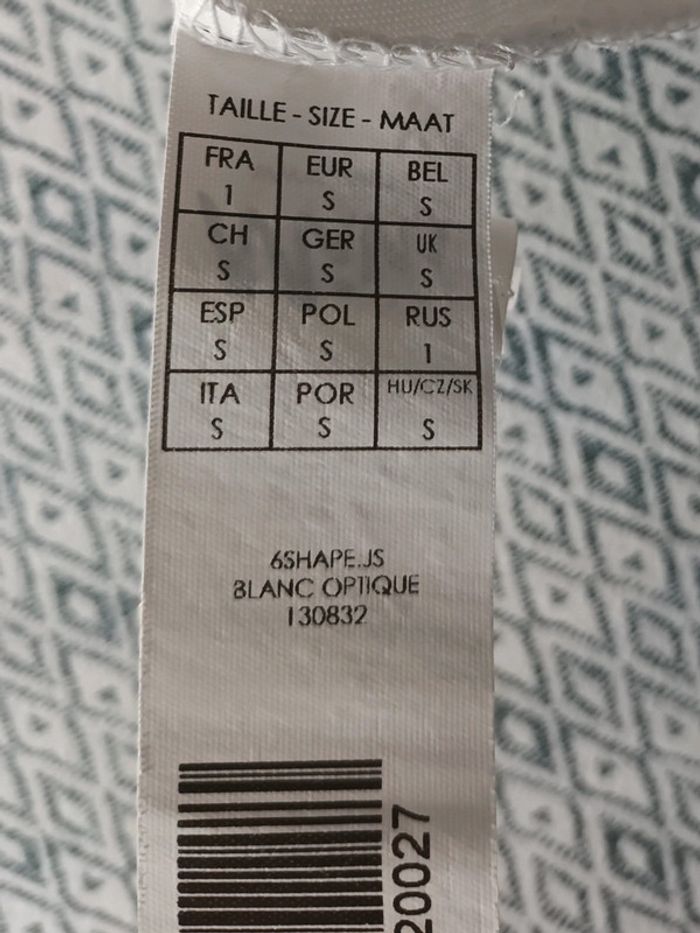 TAILLE - SIZE - MAAT
FRA EUR BEL
1 S S
CH GER UK
S S S
ESP POL RUS
S S 1
ITA POR HU/CZ/SK
S S S
6SHAPE.JS
BLANC OPTIQUE
130832
20027